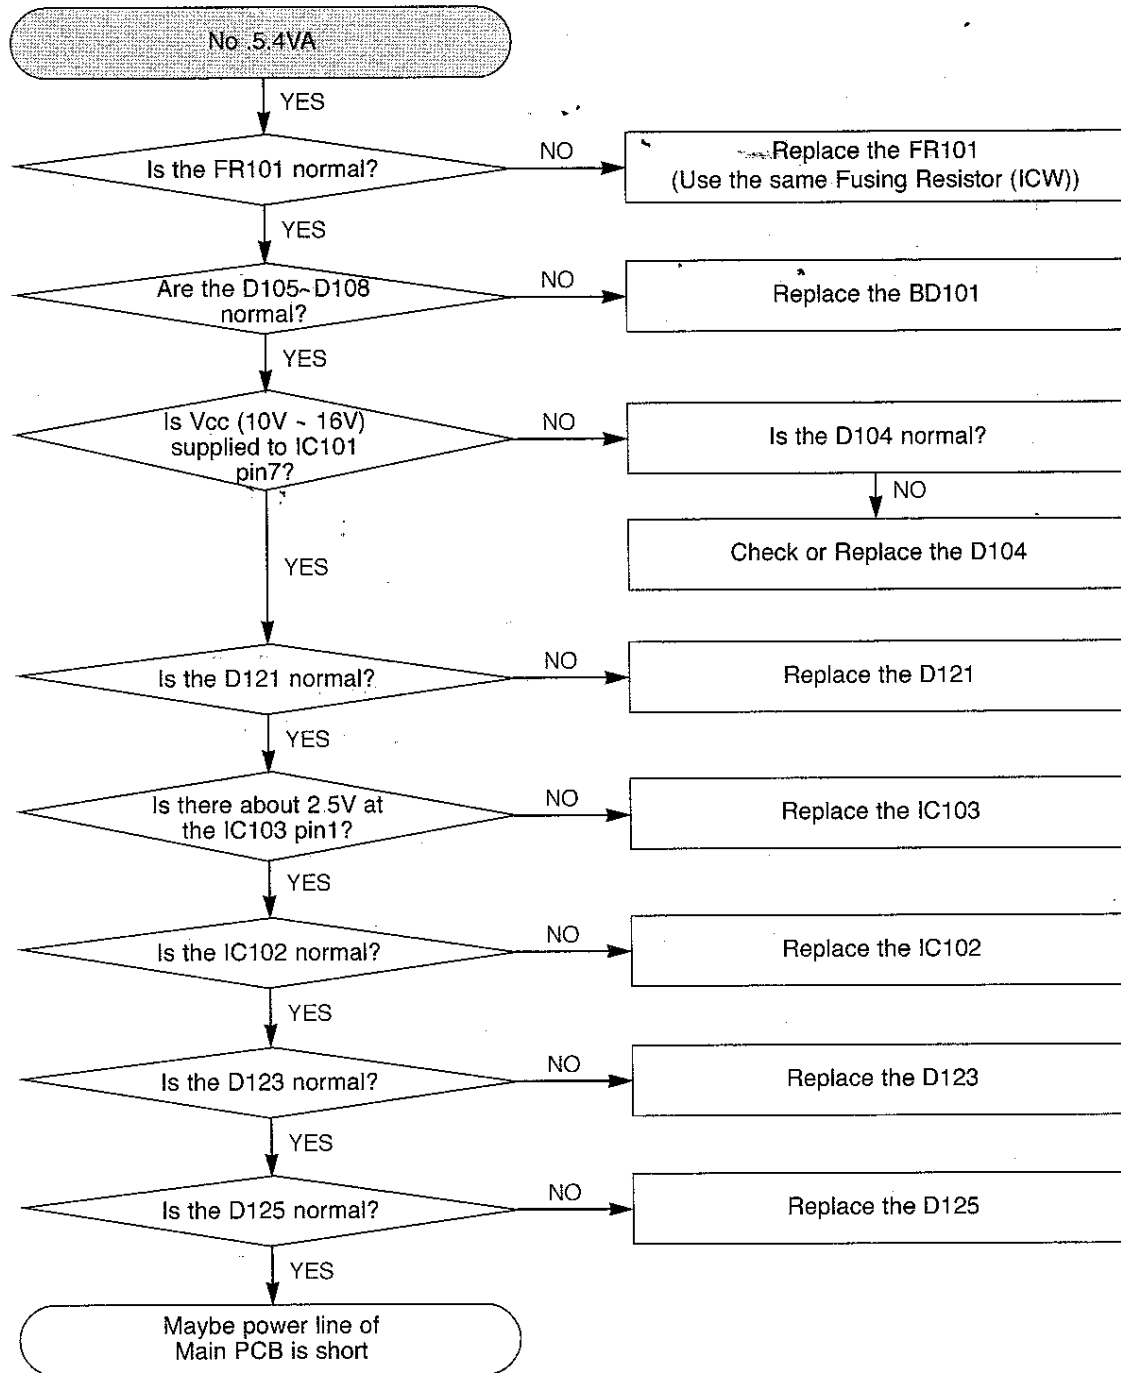 No .5.4VA
YES
Is the FR101 normal?
NO
Replace the FR101
(Use the same Fusing Resistor (ICW))
YES
Are the D105~D108
normal?
NO
Replace the BD101
YES
Is Vcc (10V ~ 16V)
supplied to IC101
pin7?
NO
Is the D104 normal?
NO
Check or Replace the D104
YES
Is the D121 normal?
NO
Replace the D121
YES
Is there about 2.5V at
the IC103 pin1?
NO
Replace the IC103
YES
Is the IC102 normal?
NO
Replace the IC102
YES
Is the D123 normal?
NO
Replace the D123
YES
Is the D125 normal?
NO
Replace the D125
YES
Maybe power line of
Main PCB is short